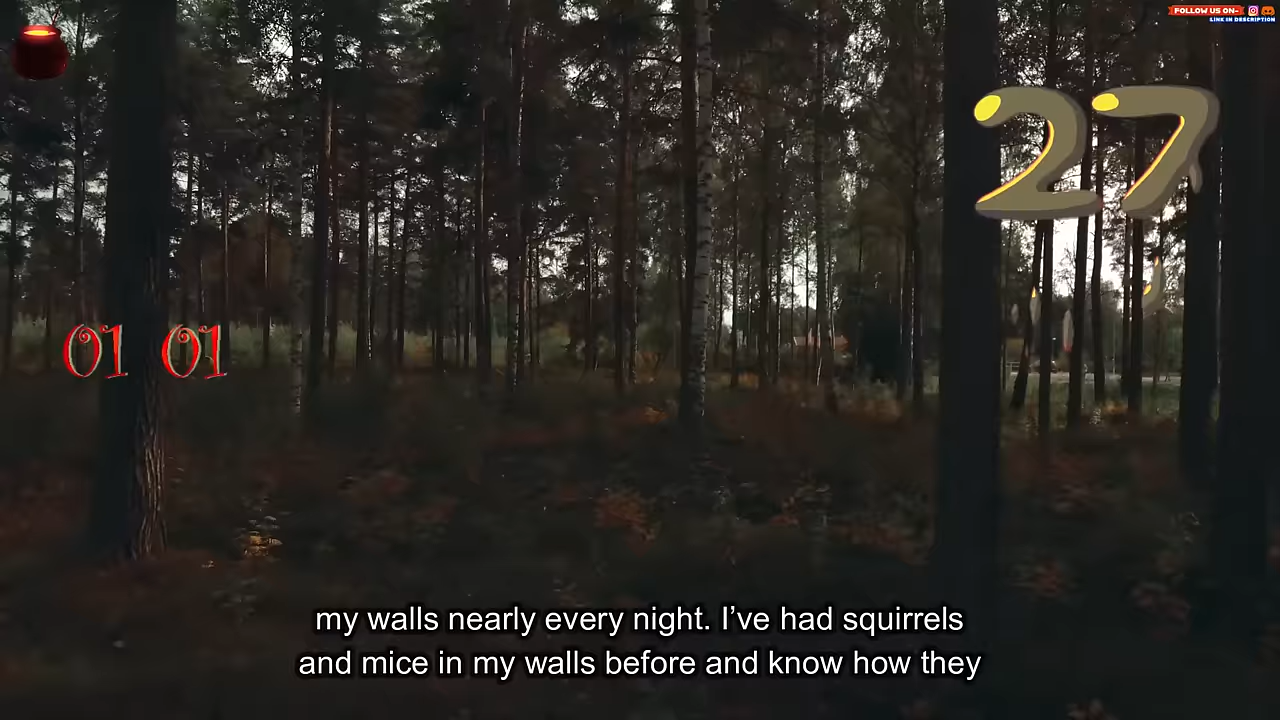 FOLLOW US ON-
LINK IN DESCRIPTION
27
01 01
my walls nearly every night. I’ve had squirrels
and mice in my walls before and know how they